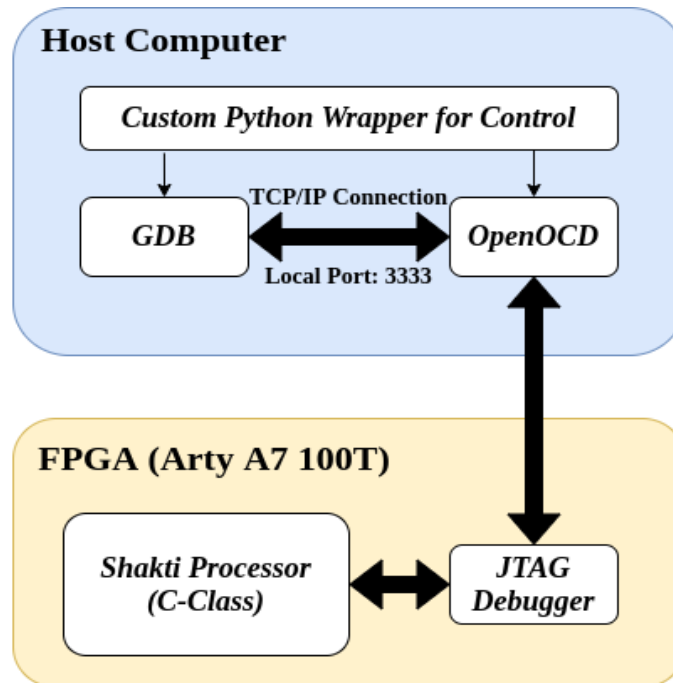 Host Computer
Custom Python Wrapper for Control
TCP/IP Connection
GDB
OpenOCD
Local Port: 3333
FPGA (Arty A7 100T)
Shakti Processor
(C-Class)
JTAG
Debugger